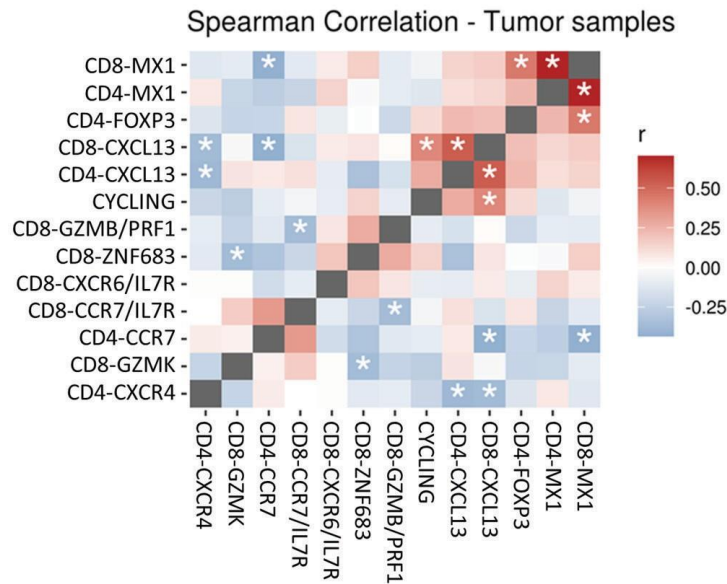 Spearman Correlation - Tumor samples
CD8-MX1
CD4-MX1
CD4-FOXP3
CD8-CXCL13
CD4-CXCL13
CYCLING
CD8-GZMB/PRF1
CD8-ZNF683
CD8-CXCR6/IL7R
CD8-CCR7/IL7R
CD4-CCR7
CD8-GZMK
CD4-CXCR4
CD4-CXCR4
CD8-GZMK
CD4-CCR7
CD8-CCR7/IL7R
CD8-CXCR6/IL7R
CD8-ZNF683
CD8-GZMB/PRF1
CYCLING
CD4-CXCL13
CD8-CXCL13
CD4-FOXP3
CD4-MX1
CD8-MX1
r
0.50
0.25
0.00
-0.25